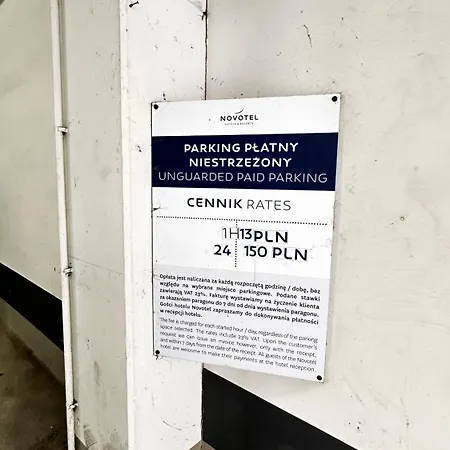 NOVOTEL
HOTELS & RESORTS
PARKING PŁATNY
NIESTRZEŻONY
UNGUARDED PAID PARKING
CENNIK RATES
1H 13PLN
24 150 PLN
Opłata jest naliczana za każdą rozpoczętą godzinę / dobę, bez
względu na wybrane miejsce parkingowe. Podane stawki
zawierają VAT 23%. Fakturę wystawiamy na życzenie klienta
za okazaniem paragonu do 7 dni od dnia wystawienia paragonu.
Gości hotelu Novotel zapraszamy do dokonywania płatności
w recepcji hotelu.
The fee is charged for each started hour / day, regardless of the parking
space selected. The rates include 23% VAT. Upon the customer's
request we can issue an invoice however, only with the receipt,
and within 7 days from the date of the receipt. All guests of the Novotel
hotel are welcome to make their payments at the hotel reception